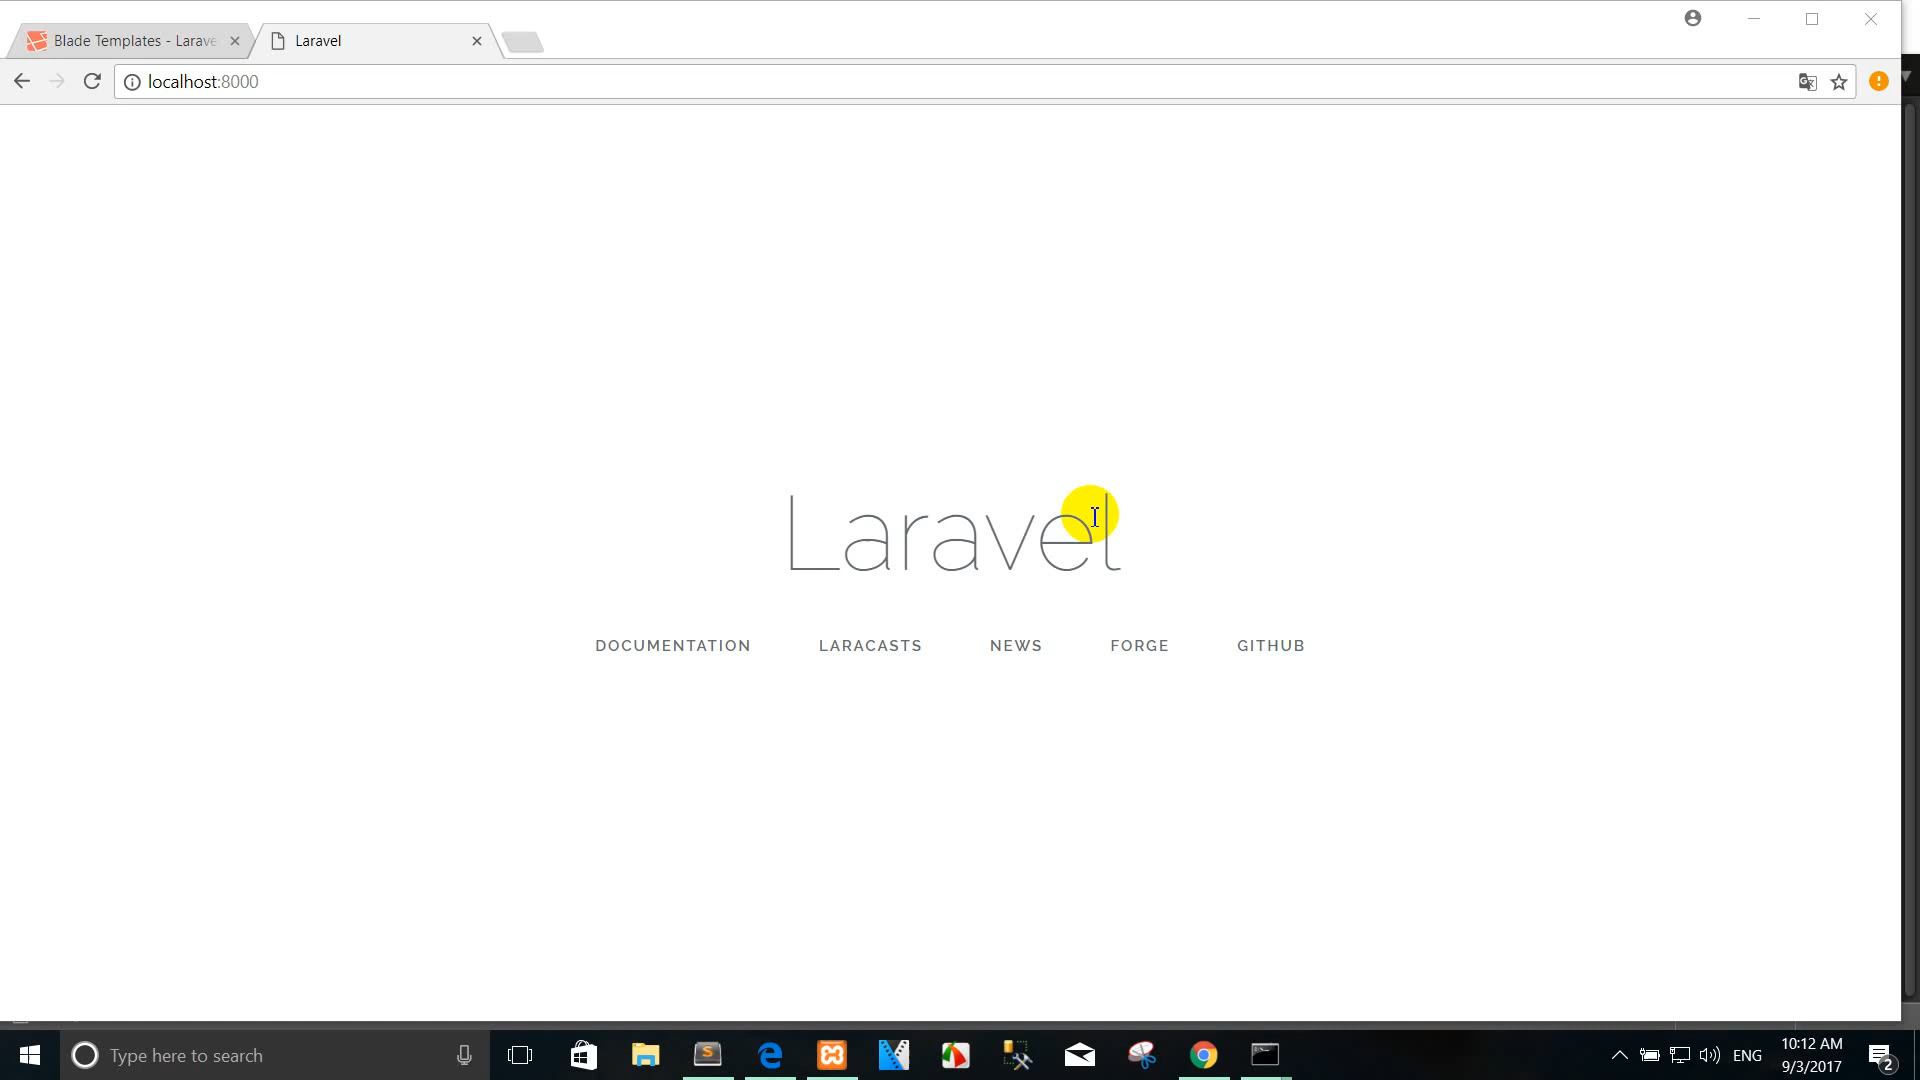 Blade Templates - Larave
Laravel
localhost:8000
Laravel
DOCUMENTATION LARACASTS NEWS FORGE GITHUB
Type here to search
ENG
10:12 AM
9/3/2017
2